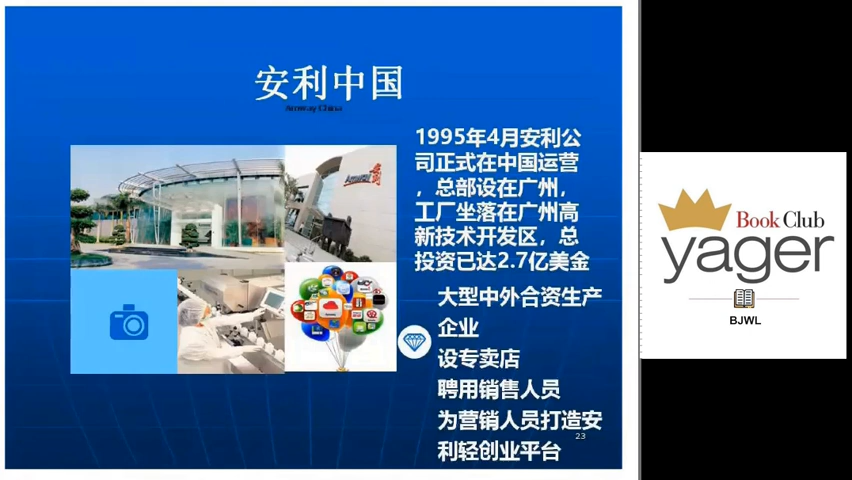 安利中国
Amway China
1995年4月安利公
司正式在中国运营
，总部设在广州，
工厂坐落在广州高
新技术开发区，总
投资已达2.7亿美金
大型中外合资生产
企业
设专卖店
聘用销售人员
为营销人员打造安
利轻创业平台
23
Book Club
yager
BJWL